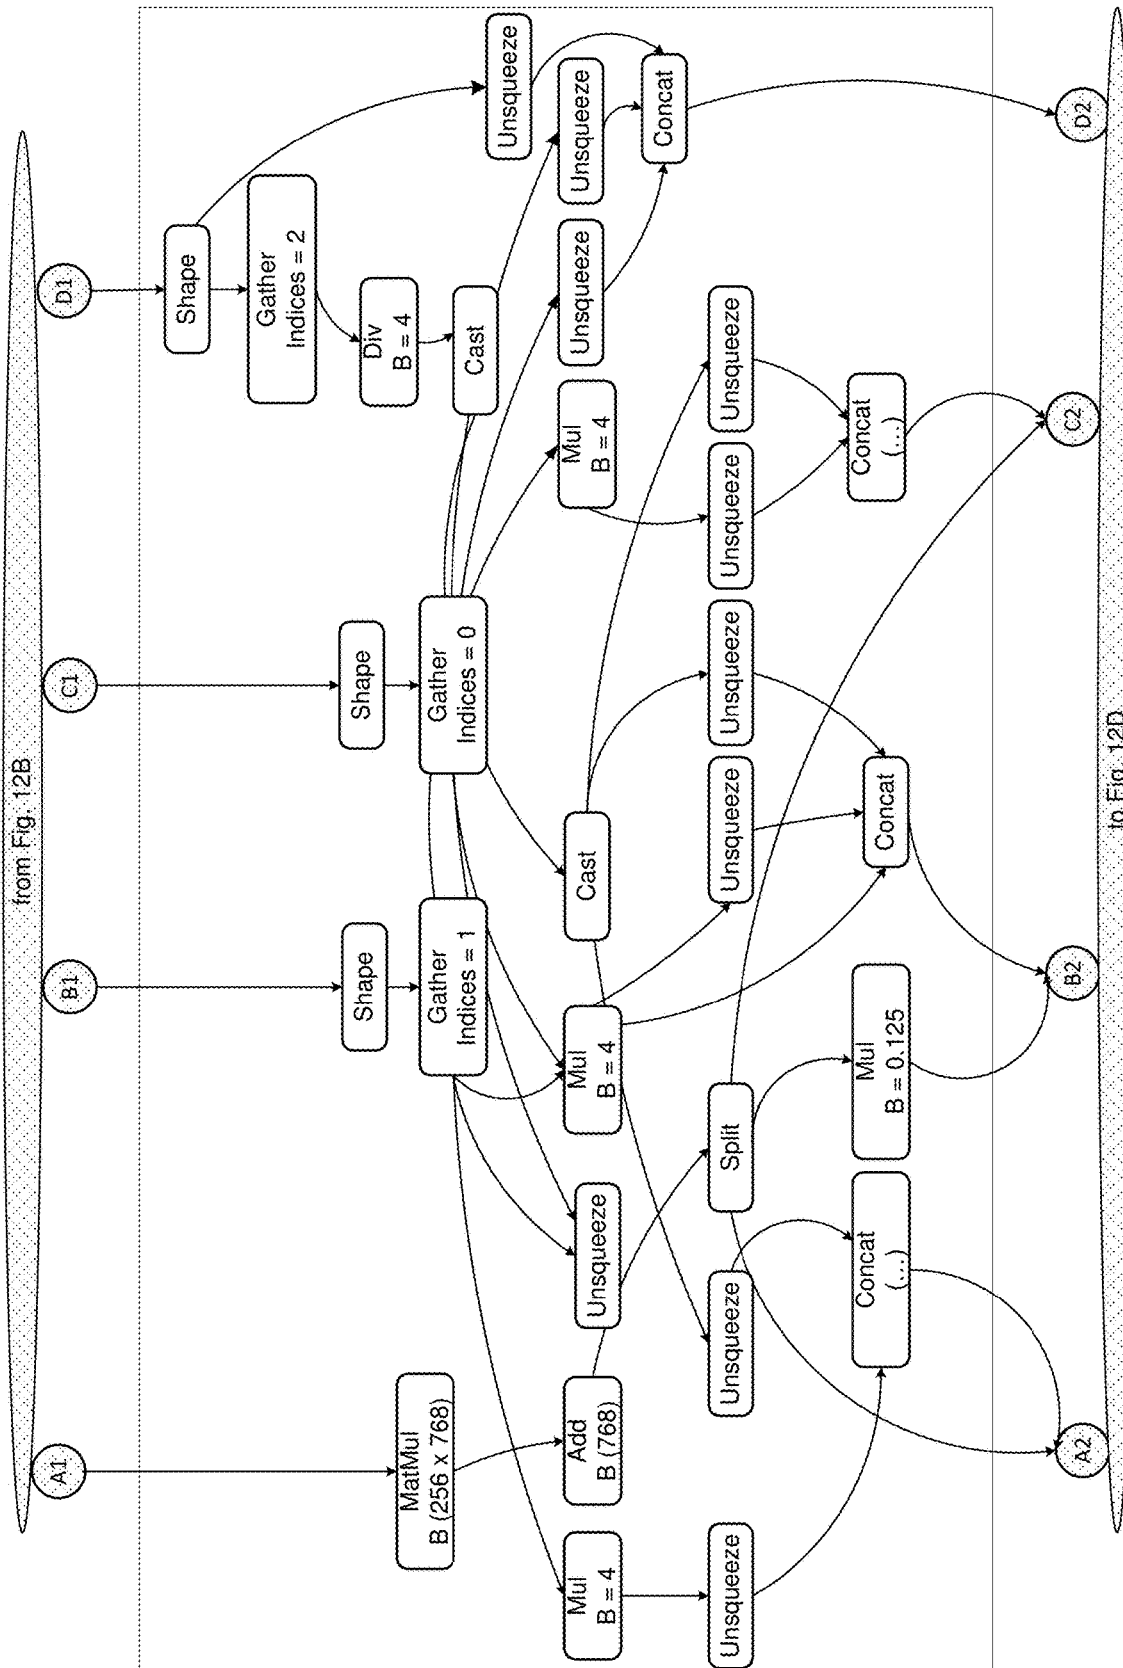 from Fig. 12B
A1
B1
C1
D1
Shape
Gather
Indices = 2
Shape
Shape
Div
B = 4
MatMul
B (256 x 768)
Gather
Indices = 1
Gather
Indices = 0
Cast
Unsqueeze
Mul
B = 4
Add
B (768)
Unsqueeze
Mul
B = 4
Cast
Mul
B = 4
Unsqueeze
Unsqueeze
Concat
Unsqueeze
Unsqueeze
Split
Unsqueeze
Unsqueeze
Unsqueeze
Unsqueeze
Concat
(...)
Mul
B = 0.125
Concat
Concat
(...)
A2
B2
C2
D2
to Fig. 12D